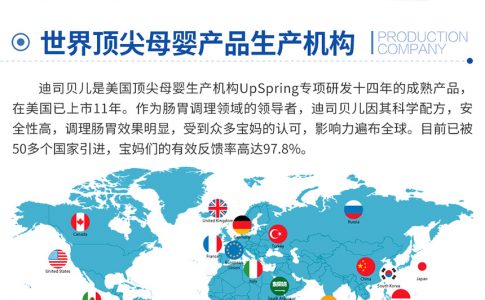 世界顶尖母婴产品生产机构
PRODUCTION
COMPANY
迪司贝儿是美国顶尖母婴生产机构UpSpring专项研发十四年的成熟产品，
在美国已上市11年。作为肠胃调理领域的领导者，迪司贝儿因其科学配方，安
全性高，调理肠胃效果明显，受到众多宝妈的认可，影响力遍布全球。目前已被
50多个国家引进，宝妈们的有效反馈率高达97.8%。
United Kingdom
Canada
Russia
Germany
Turkey
France
European Union
United States
Italy
China
South Korea
Japan